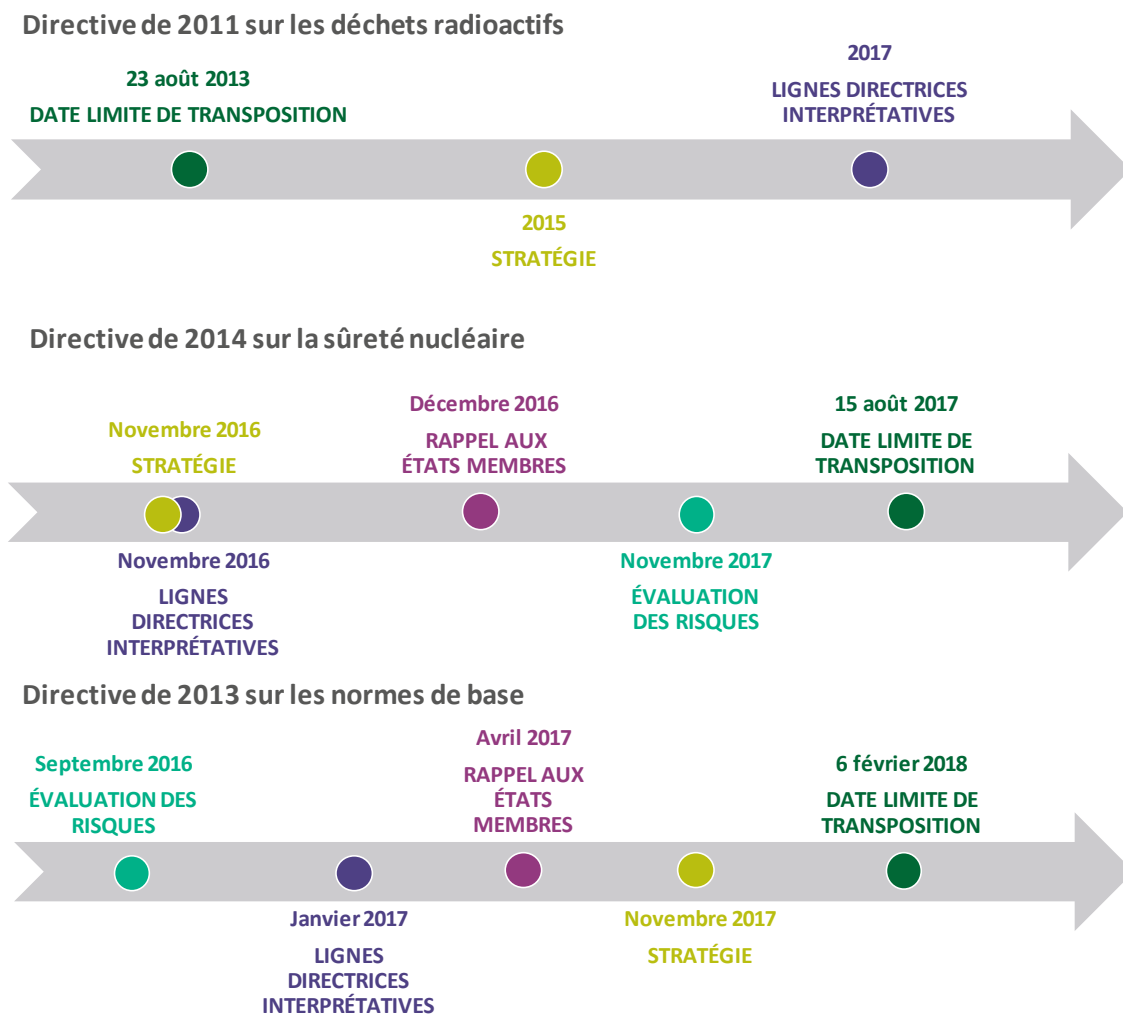 Directive de 2011 sur les déchets radioactifs
23 août 2013
DATE LIMITE DE TRANSPOSITION
2017
LIGNES DIRECTRICES
INTERPRÉTATIVES
2015
STRATÉGIE
Directive de 2014 sur la sûreté nucléaire
Novembre 2016
STRATÉGIE
Décembre 2016
RAPPEL AUX
ÉTATS MEMBRES
15 août 2017
DATE LIMITE DE
TRANSPOSITION
Novembre 2016
LIGNES
DIRECTRICES
INTERPRÉTATIVES
Novembre 2017
ÉVALUATION
DES RISQUES
Directive de 2013 sur les normes de base
Septembre 2016
ÉVALUATION DES
RISQUES
Avril 2017
RAPPEL AUX
ÉTATS
MEMBRES
6 février 2018
DATE LIMITE DE
TRANSPOSITION
Janvier 2017
LIGNES
DIRECTRICES
INTERPRÉTATIVES
Novembre 2017
STRATÉGIE